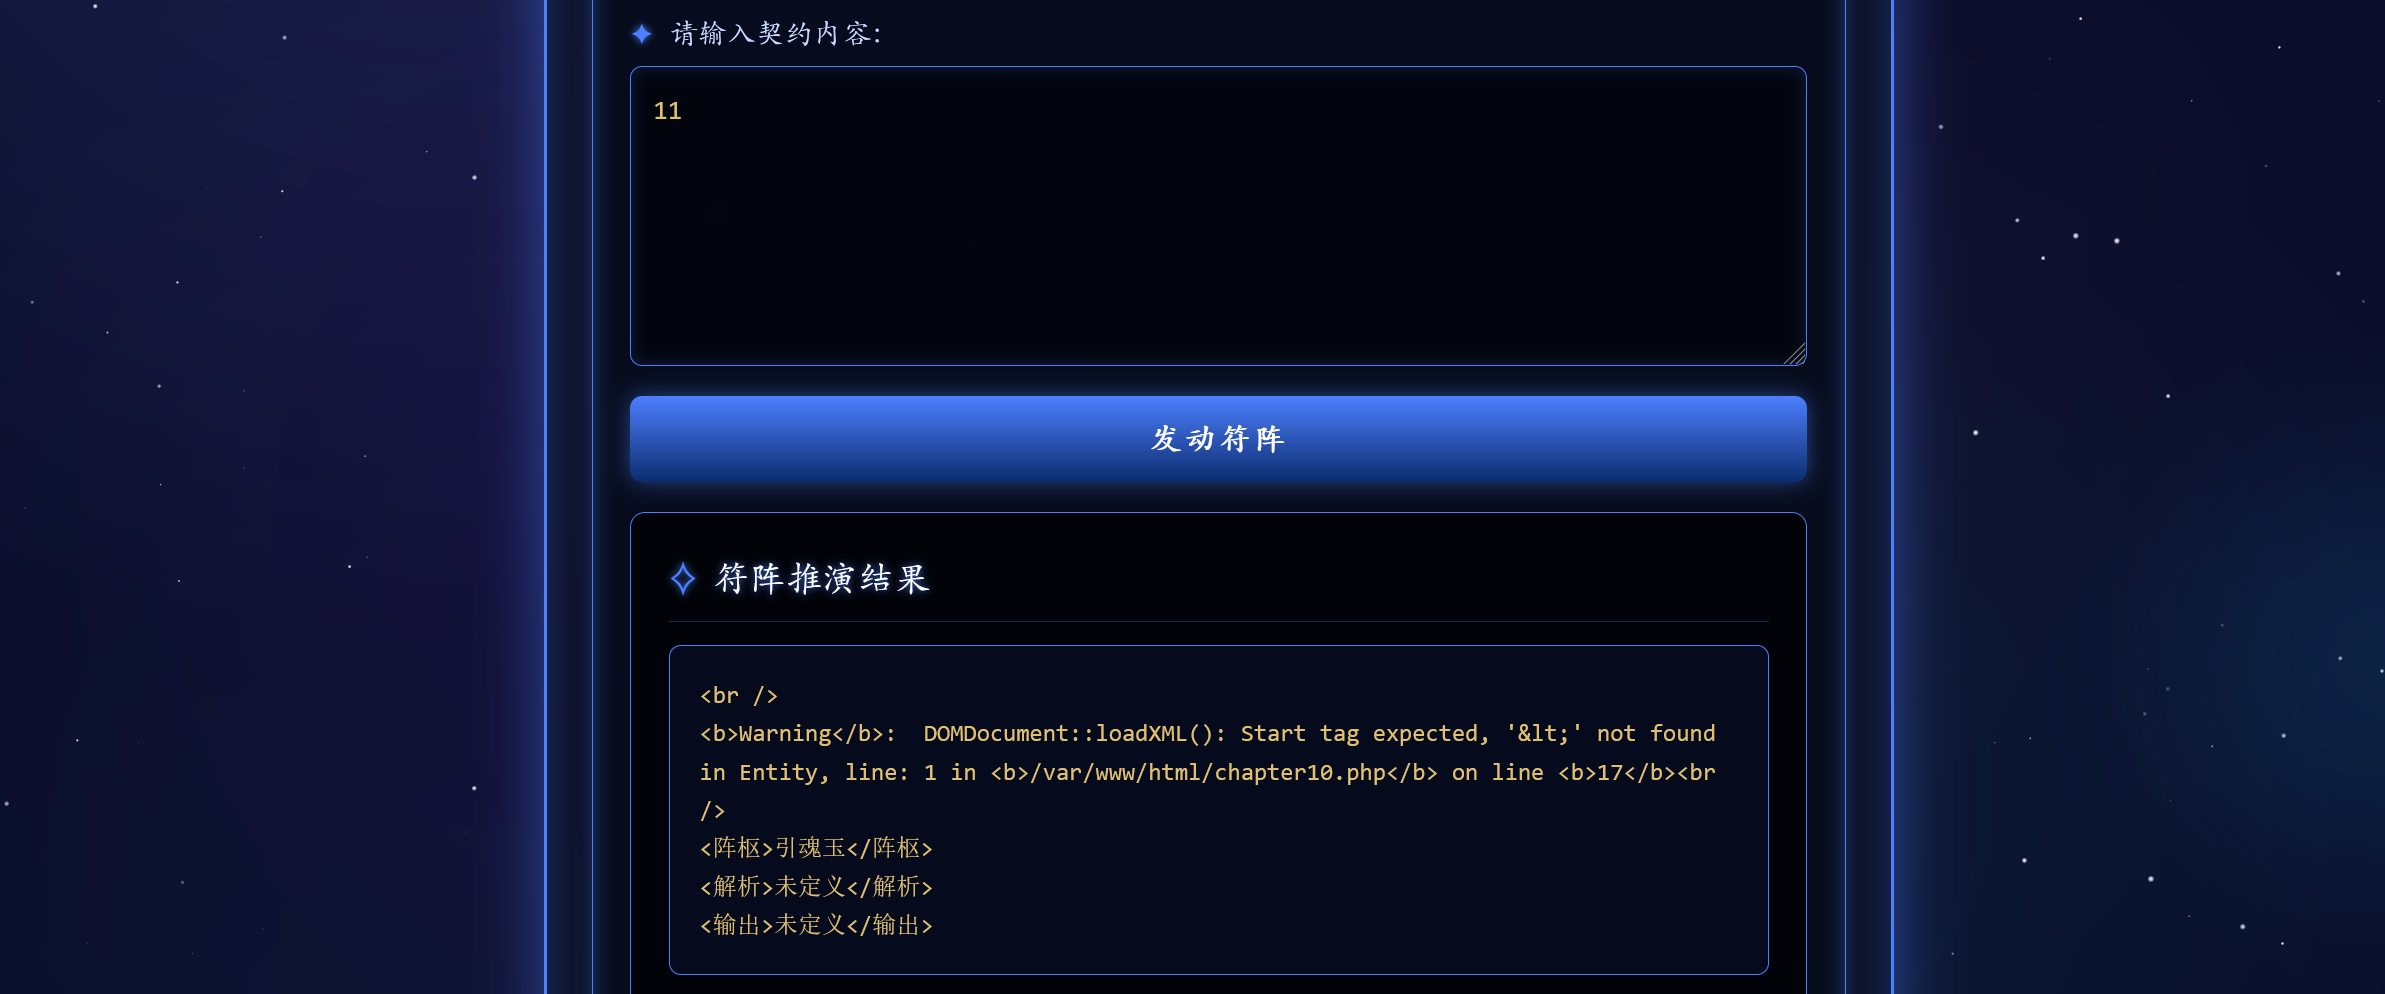 请输入契约内容:
11
发动符阵
符阵推演结果
<br />
<b>Warning</b>:  DOMDocument::loadXML(): Start tag expected, '&lt;' not found
in Entity, line: 1 in <b>/var/www/html/chapter10.php</b> on line <b>17</b><br
/>
<阵枢>引魂玉</阵枢>
<解析>未定义</解析>
<输出>未定义</输出>